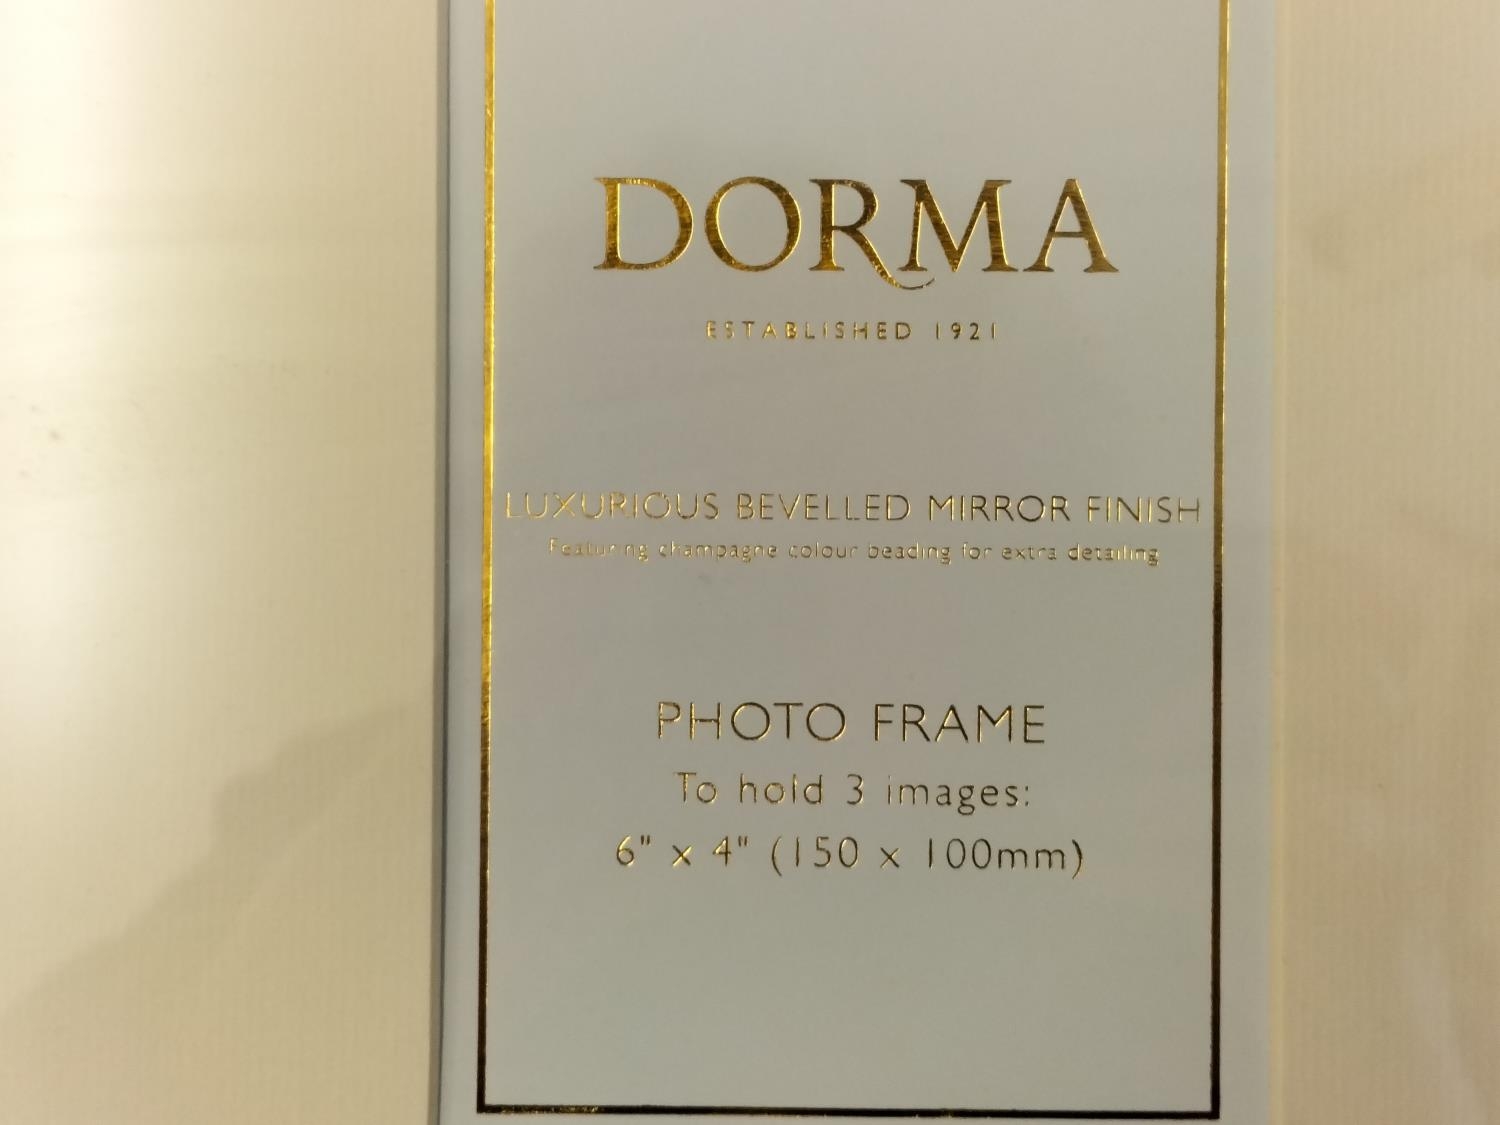 DORMA
ESTABLISHED 1921
LUXURIOUS BEVELLED MIRROR FINISH
Featuring champagne colour beading for extra detailing
PHOTO FRAME
To hold 3 images:
6" x 4" (150 x 100mm)